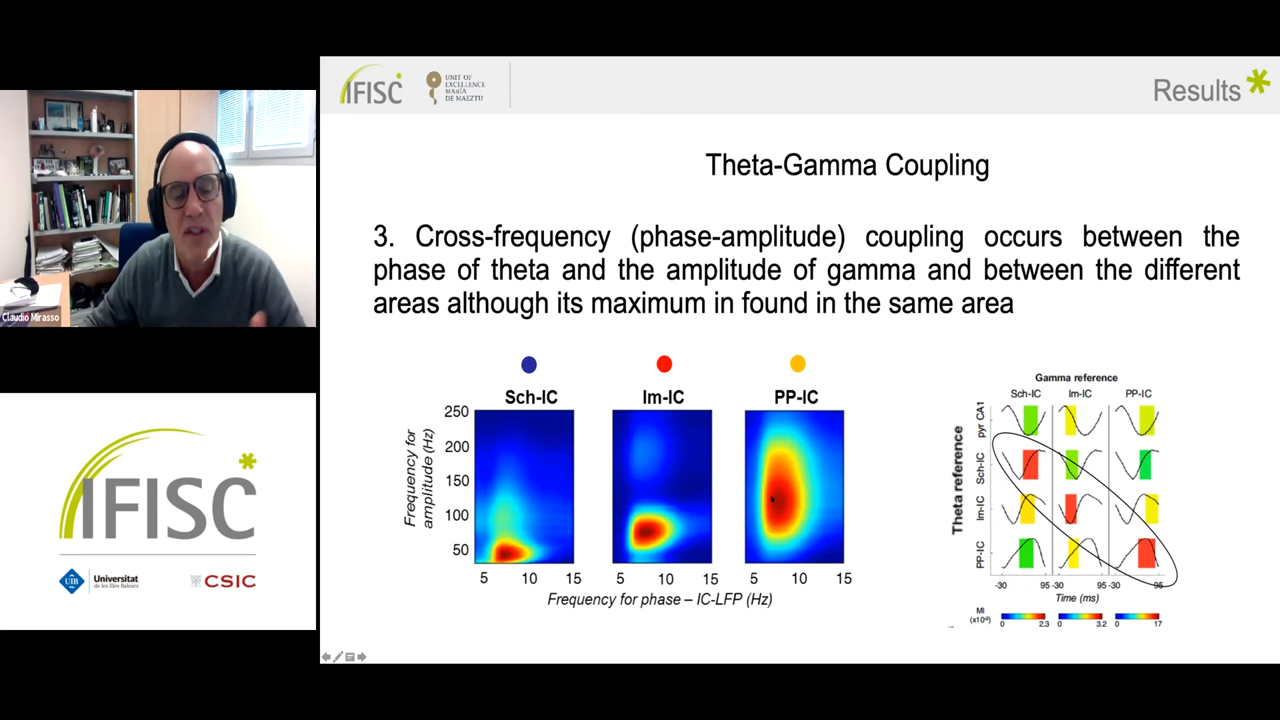 IFISC
UNIT OF
EXCELLENCE
MARÍA
DE MAEZTU
Results
Theta-Gamma Coupling
3. Cross-frequency (phase-amplitude) coupling occurs between the
phase of theta and the amplitude of gamma and between the different
areas although its maximum in found in the same area
Claudio Mirasso
Sch-IC
lm-IC
PP-IC
Frequency for
amplitude (Hz)
250
200
150
100
50
5 10 15
5 10 15
5 10 15
Frequency for phase – IC-LFP (Hz)
Gamma reference
Sch-IC lm-IC PP-IC
Theta reference
pyr CA1
Sch-IC
lm-IC
PP-IC
-30 95 -30 95 -30 95
Time (ms)
MI
0 2.3 0 3.2 0 17
IFISC
UIB
Universitat
de les Illes Balears
CSIC